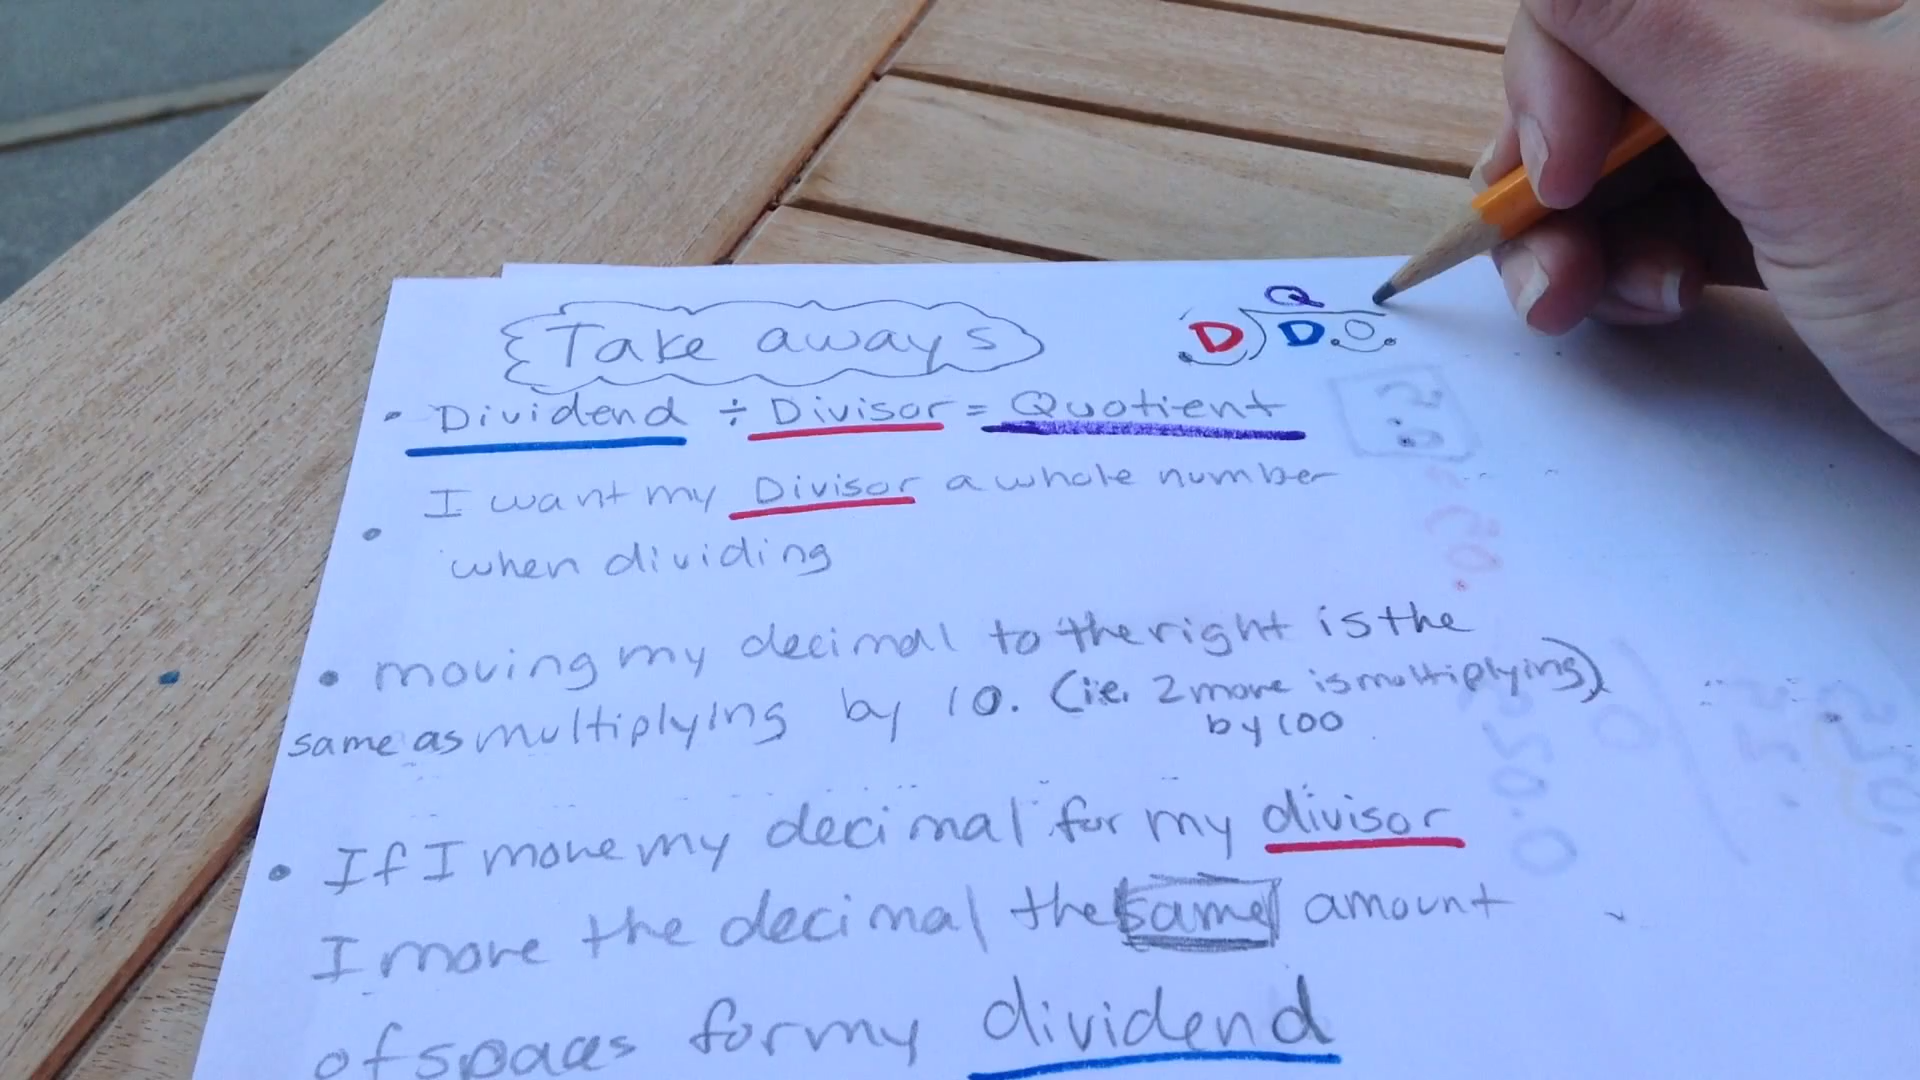 Take aways
Q
D D.0.
• Dividend ÷ Divisor = Quotient
• I want my Divisor a whole number
when dividing
• moving my decimal to the right is the
same as multiplying by 10. (i.e. 2 move is multiplying)
by 100
• If I move my decimal for my divisor
I move the decimal the same amount
of spaces for my dividend